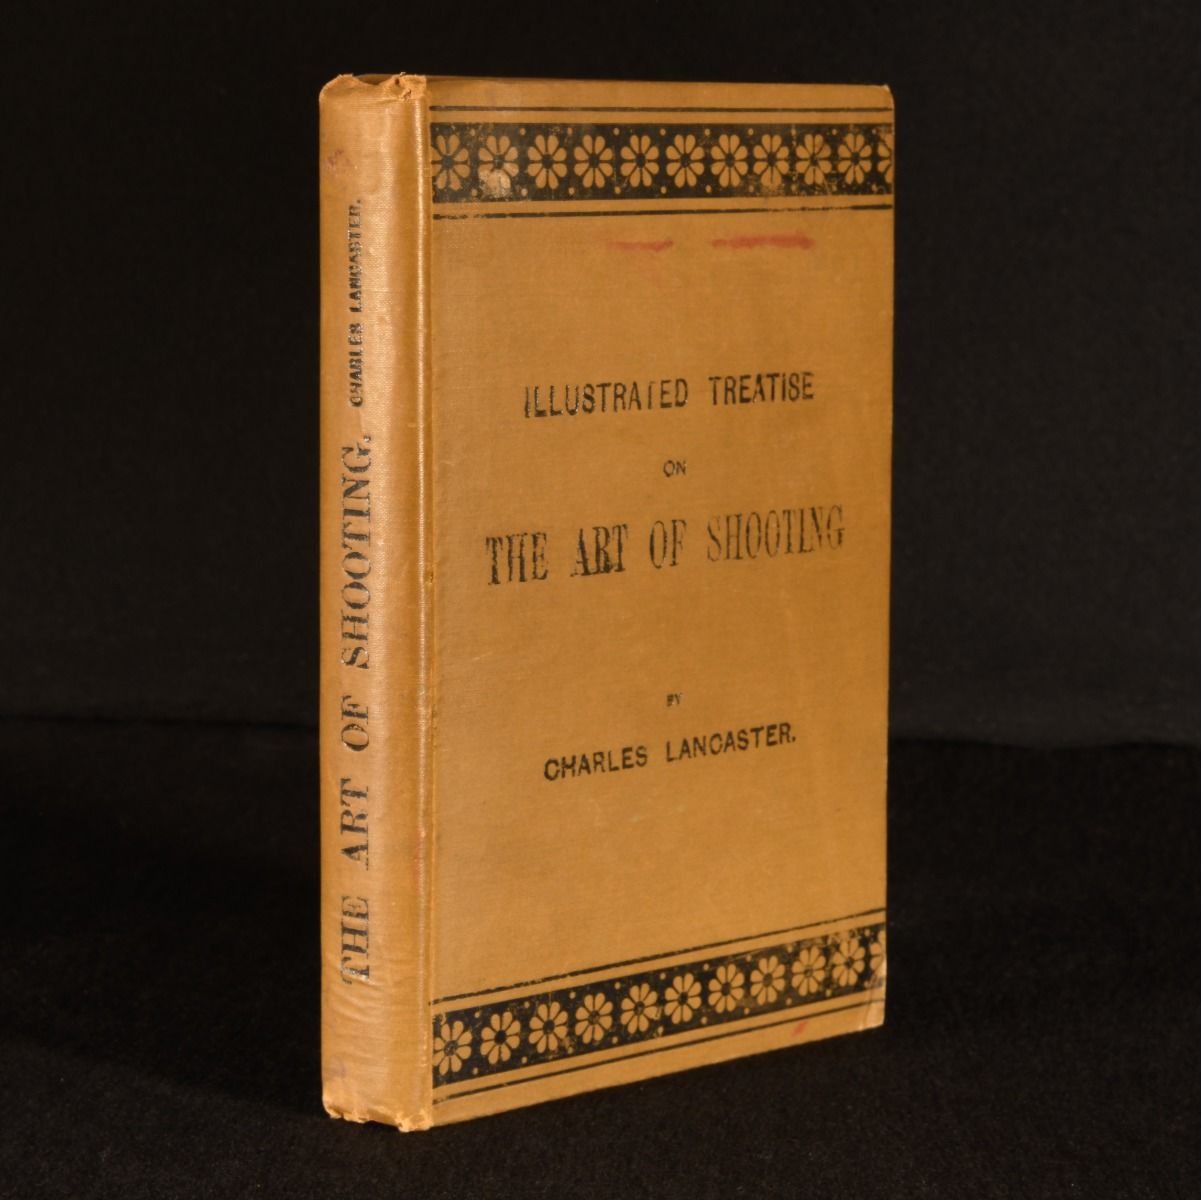 THE ART OF SHOOTING. CHARLES LANCASTER.
ILLUSTRATED TREATISE
ON
THE ART OF SHOOTING
BY
CHARLES LANCASTER.